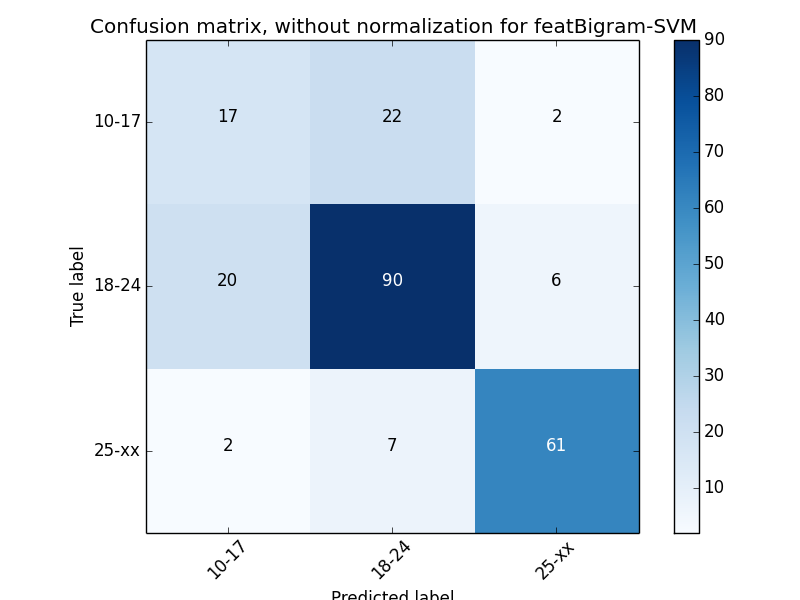 Confusion matrix, without normalization for featBigram-SVM
90
80
70
60
50
40
30
20
10
True label
10-17
17 22 2
18-24
20 90 6
25-xx
2 7 61
10-17 18-24 25-xx
Predicted label